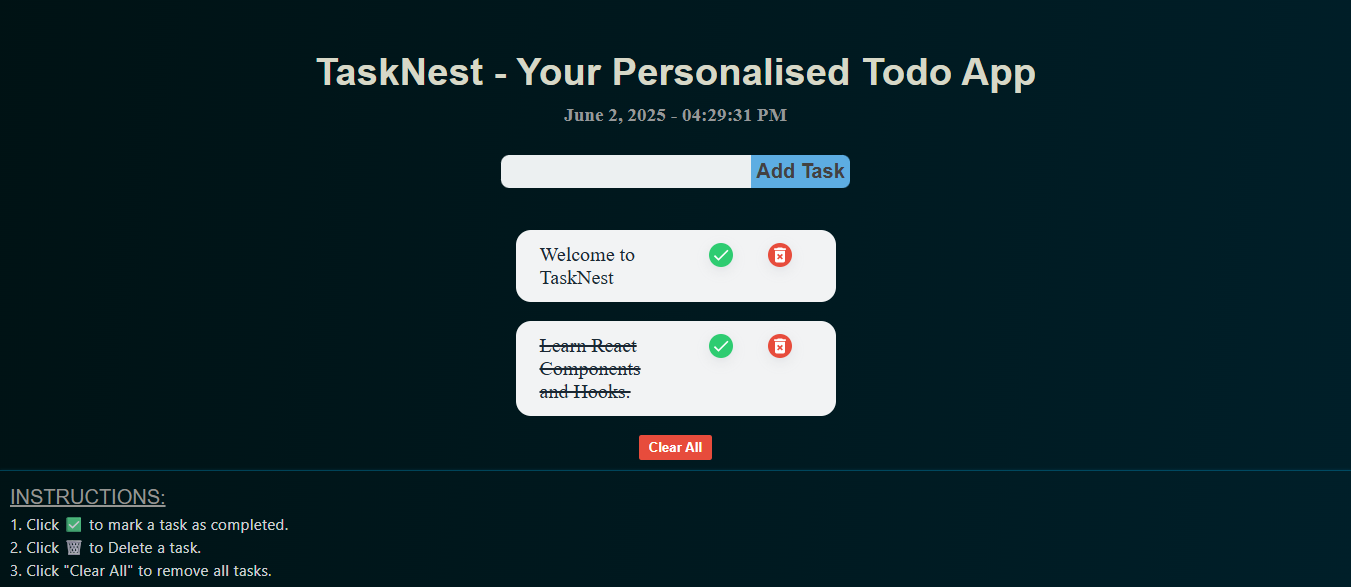 TaskNest - Your Personalised Todo App
June 2, 2025 - 04:29:31 PM
Add Task
Welcome to
TaskNest
Learn React
Components
and Hooks.
Clear All
INSTRUCTIONS:
1. Click ✅ to mark a task as completed.
2. Click 🗑️ to Delete a task.
3. Click "Clear All" to remove all tasks.